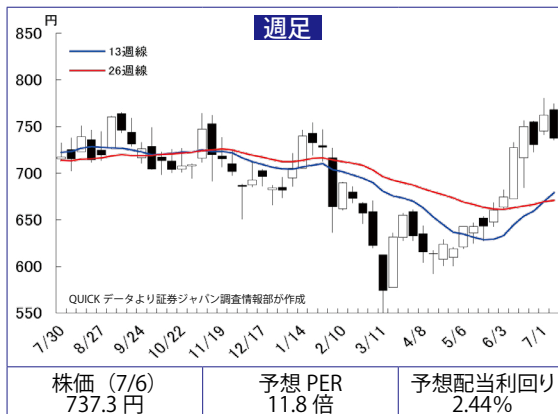 週足
円
850
800
750
700
650
600
550
13週線
26週線
QUICK データより証券ジャパン調査情報部が作成
7/30 8/27 9/24 10/22 11/19 12/17 1/14 2/10 3/11 4/8 5/6 6/3 7/1
株価（7/6） 予想 PER 予想配当利回り
737.3 円 11.8 倍 2.44%